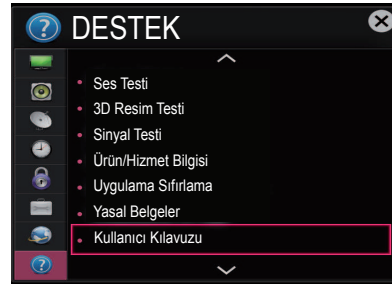 DESTEK
Ses Testi
3D Resim Testi
Sinyal Testi
Ürün/Hizmet Bilgisi
Uygulama Sıfırlama
Yasal Belgeler
Kullanıcı Kılavuzu